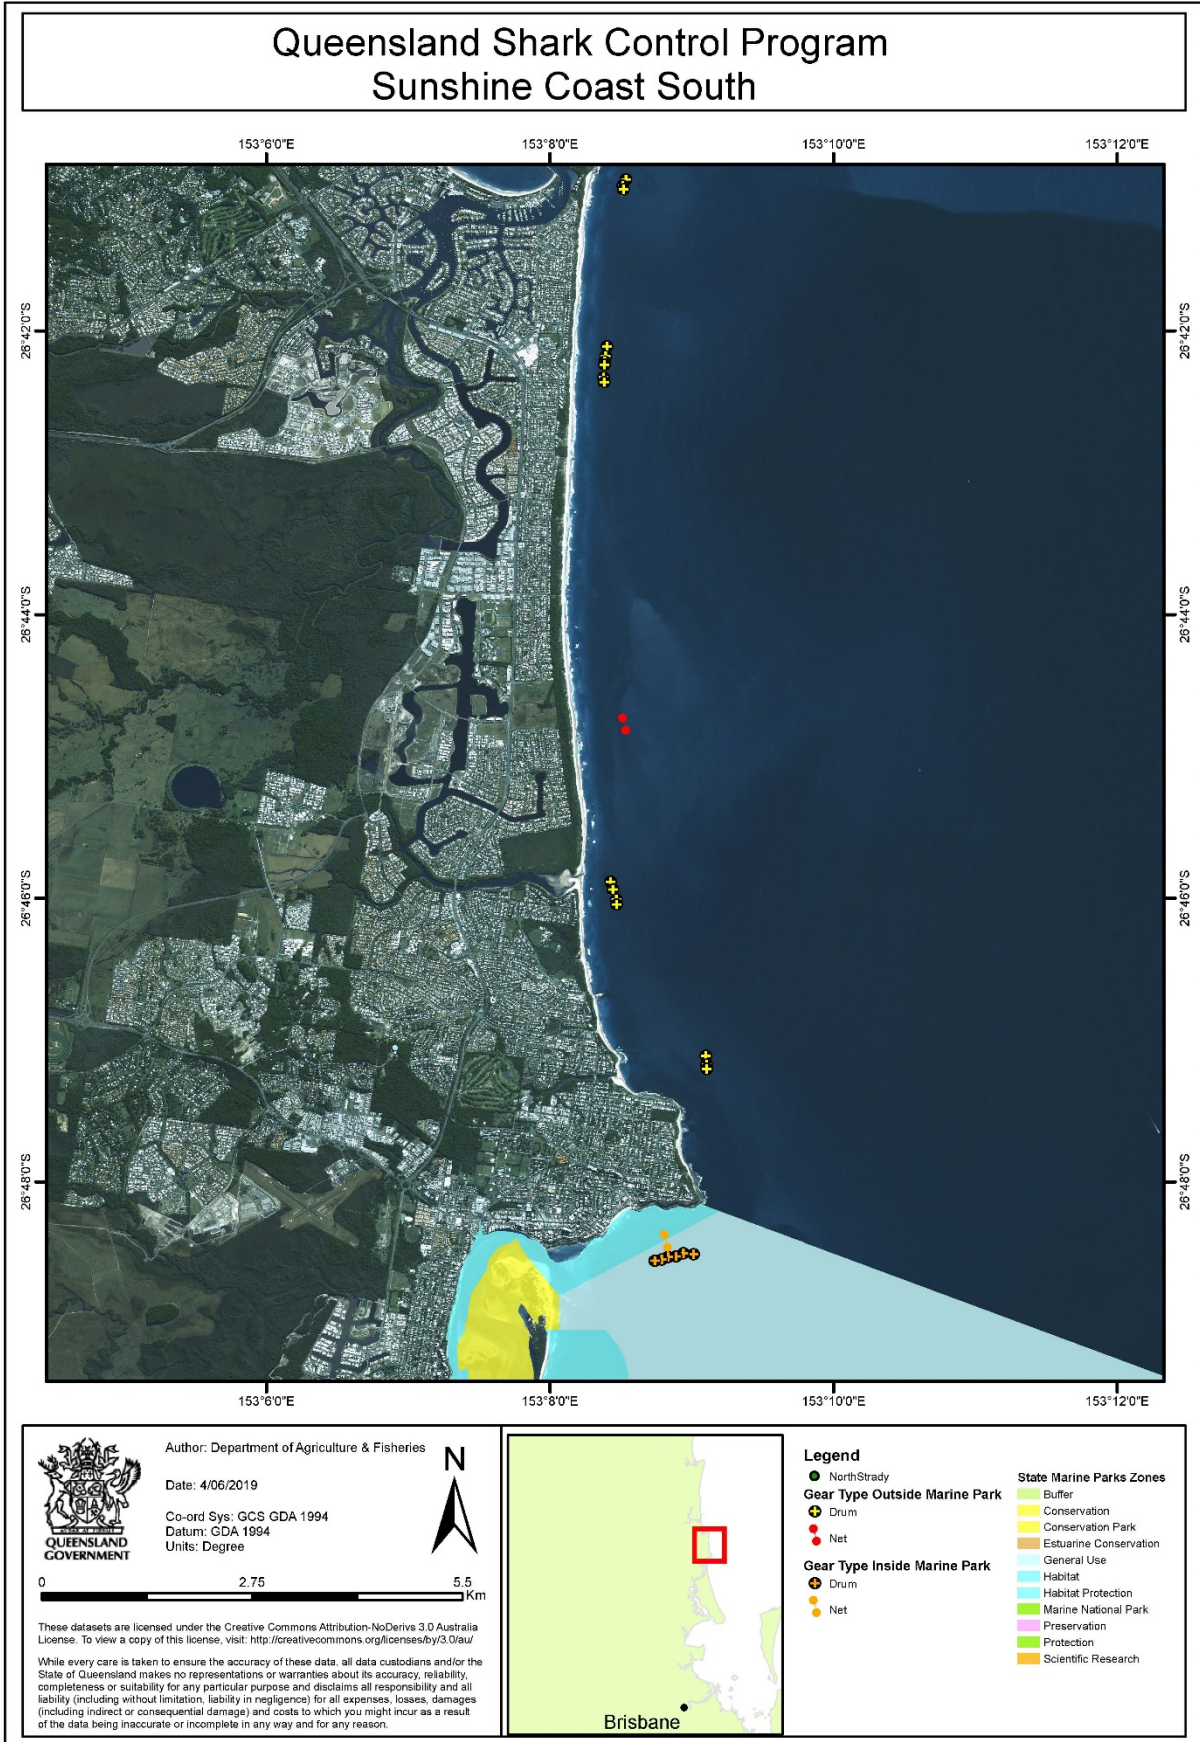 Queensland Shark Control Program
Sunshine Coast South
153°6'0"E
153°8'0"E
153°10'0"E
153°12'0"E
26°42'0"S
26°42'0"S
26°44'0"S
26°44'0"S
26°46'0"S
26°46'0"S
26°48'0"S
26°48'0"S
153°6'0"E
153°8'0"E
153°10'0"E
153°12'0"E
QUEENSLAND
GOVERNMENT
Author: Department of Agriculture & Fisheries
Date: 4/06/2019
Co-ord Sys: GCS GDA 1994
Datum: GDA 1994
Units: Degree
N
0
2.75
5.5
Km
These datasets are licensed under the Creative Commons Attribution-NoDerivs 3.0 Australia
License. To view a copy of this license, visit: http://creativecommons.org/licenses/by/3.0/au/
While every care is taken to ensure the accuracy of these data, all data custodians and/or the
State of Queensland makes no representations or warranties about its accuracy, reliability,
completeness or suitability for any particular purpose and disclaims all responsibility and all
liability (including without limitation, liability in negligence) for all expenses, losses, damages
(including indirect or consequential damage) and costs to which you might incur as a result
of the data being inaccurate or incomplete in any way and for any reason.
Brisbane
Legend
NorthStrady
Gear Type Outside Marine Park
Drum
Net
Gear Type Inside Marine Park
Drum
Net
State Marine Parks Zones
Buffer
Conservation
Conservation Park
Estuarine Conservation
General Use
Habitat
Habitat Protection
Marine National Park
Preservation
Protection
Scientific Research